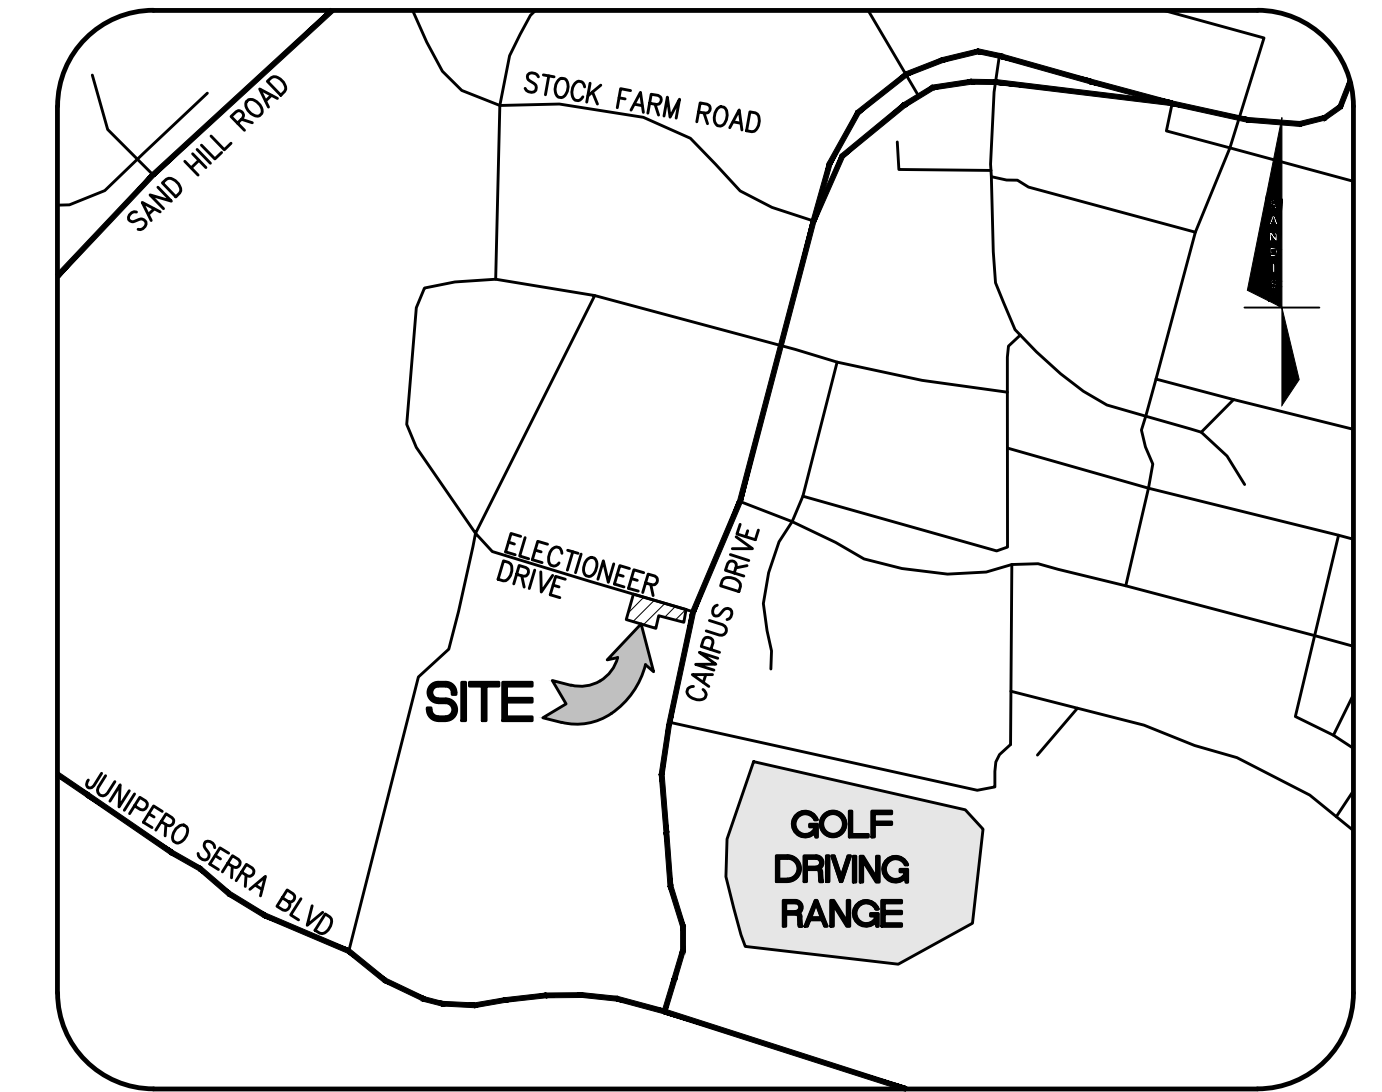 SAND HILL ROAD
STOCK FARM ROAD
ELECTIONEER
DRIVE
CAMPUS DRIVE
SITE
JUNIPERO SERRA BLVD
GOLF
DRIVING
RANGE